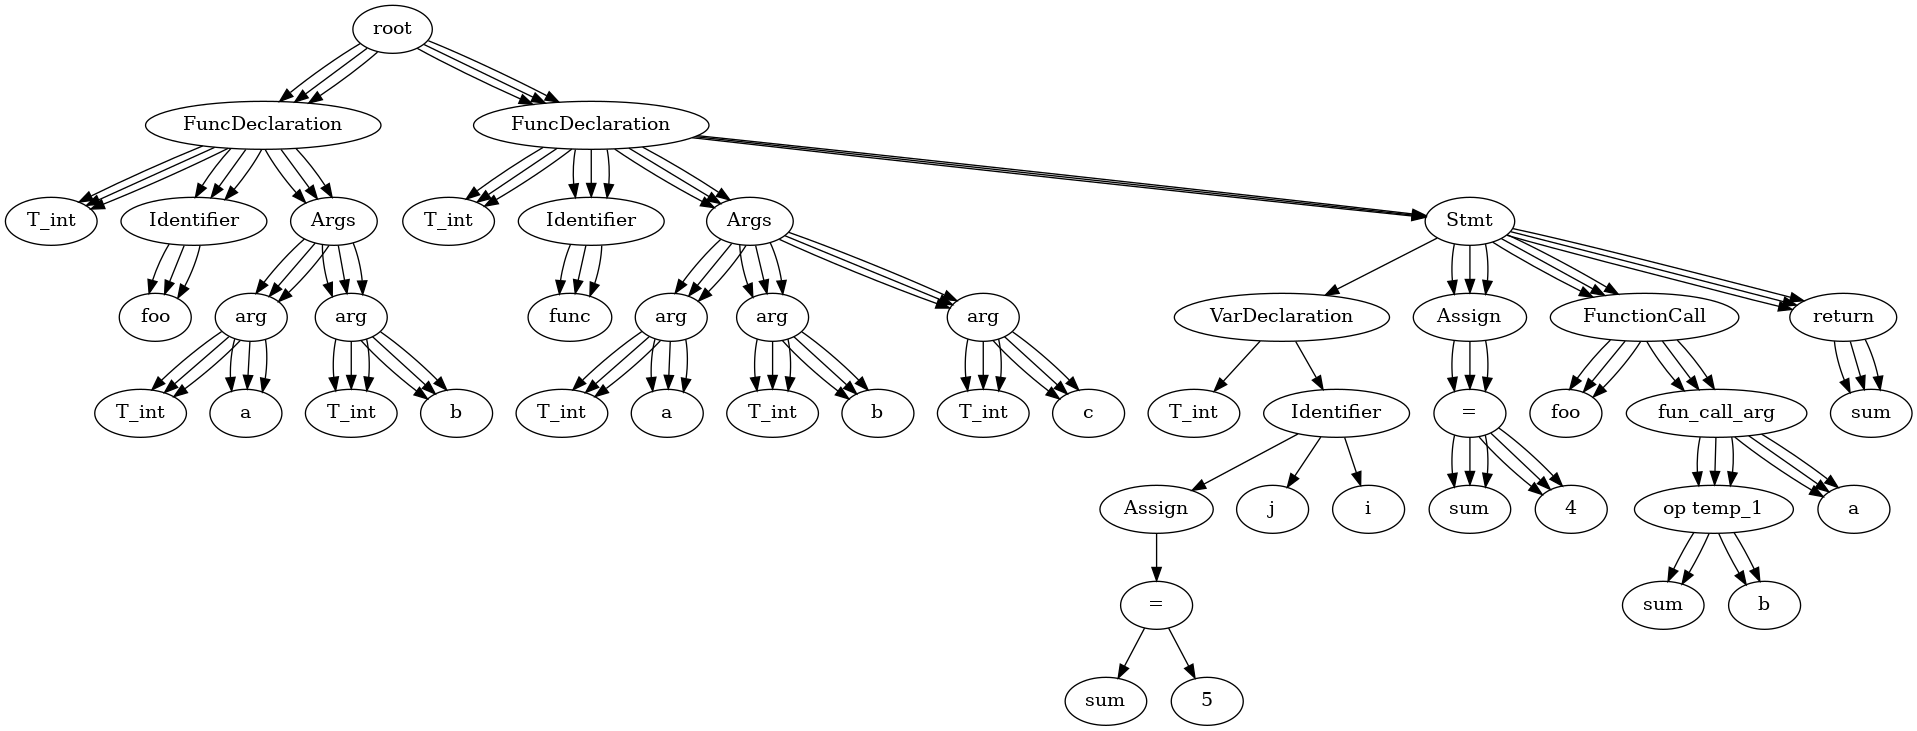 root
FuncDeclaration FuncDeclaration
T_int Identifier Args T_int Identifier Args Stmt
foo arg arg func arg arg arg VarDeclaration Assign FunctionCall return
T_int a T_int b T_int a T_int b T_int c T_int Identifier = foo fun_call_arg sum
Assign j i sum 4 op temp_1 a
= sum b
sum 5